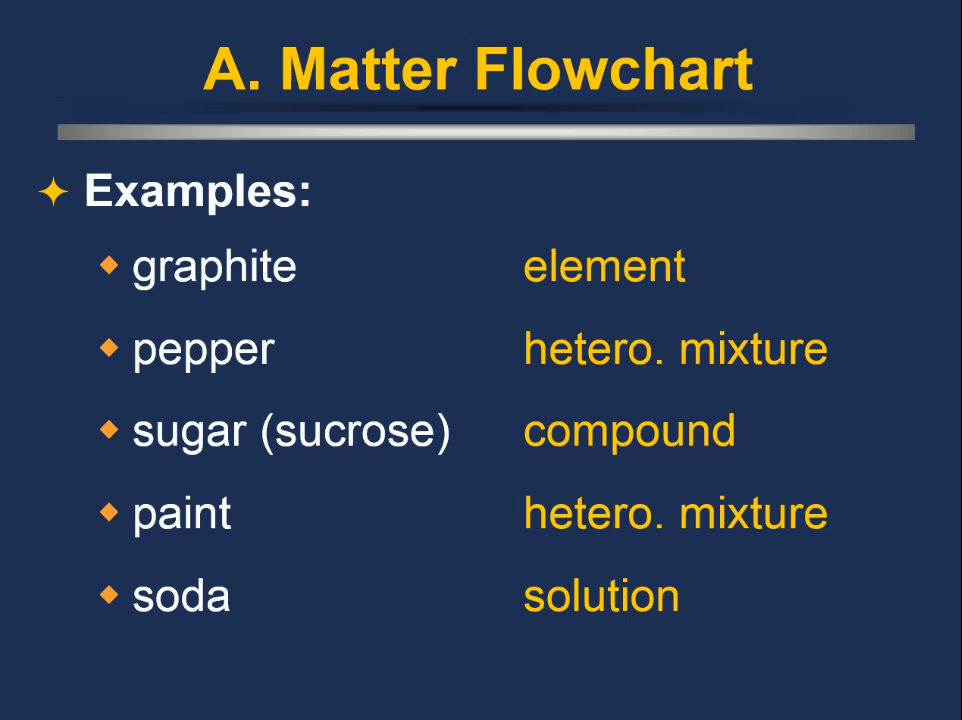 A. Matter Flowchart
Examples:
graphite element
pepper hetero. mixture
sugar (sucrose) compound
paint hetero. mixture
soda solution